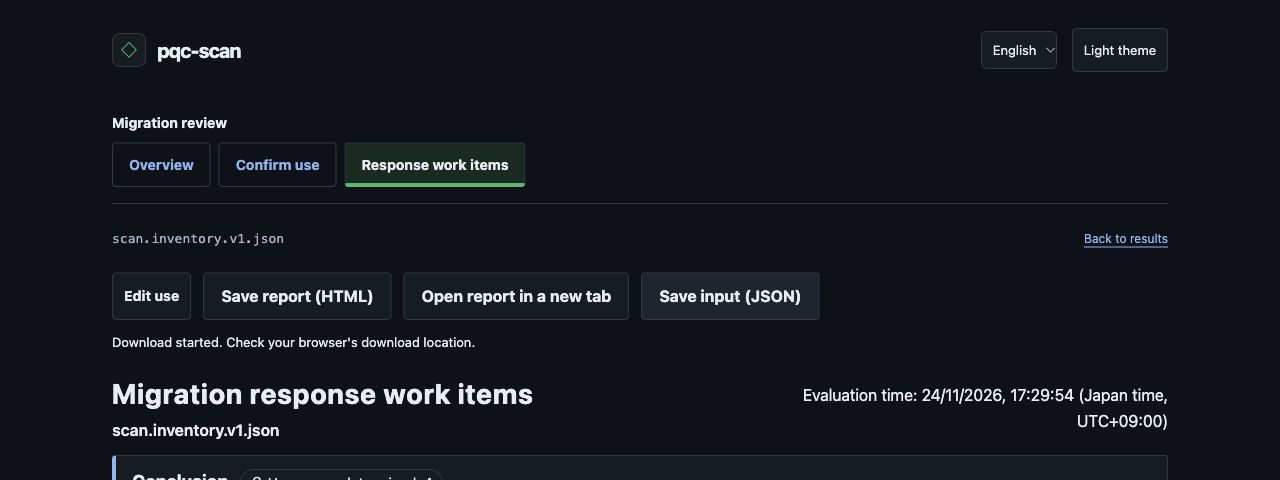 pqc-scan
English
Light theme
Migration review
Overview
Confirm use
Response work items
scan.inventory.v1.json
Back to results
Edit use
Save report (HTML)
Open report in a new tab
Save input (JSON)
Download started. Check your browser's download location.
Migration response work items
Evaluation time: 24/11/2026, 17:29:54 (Japan time,
UTC+09:00)
scan.inventory.v1.json
Conclusion